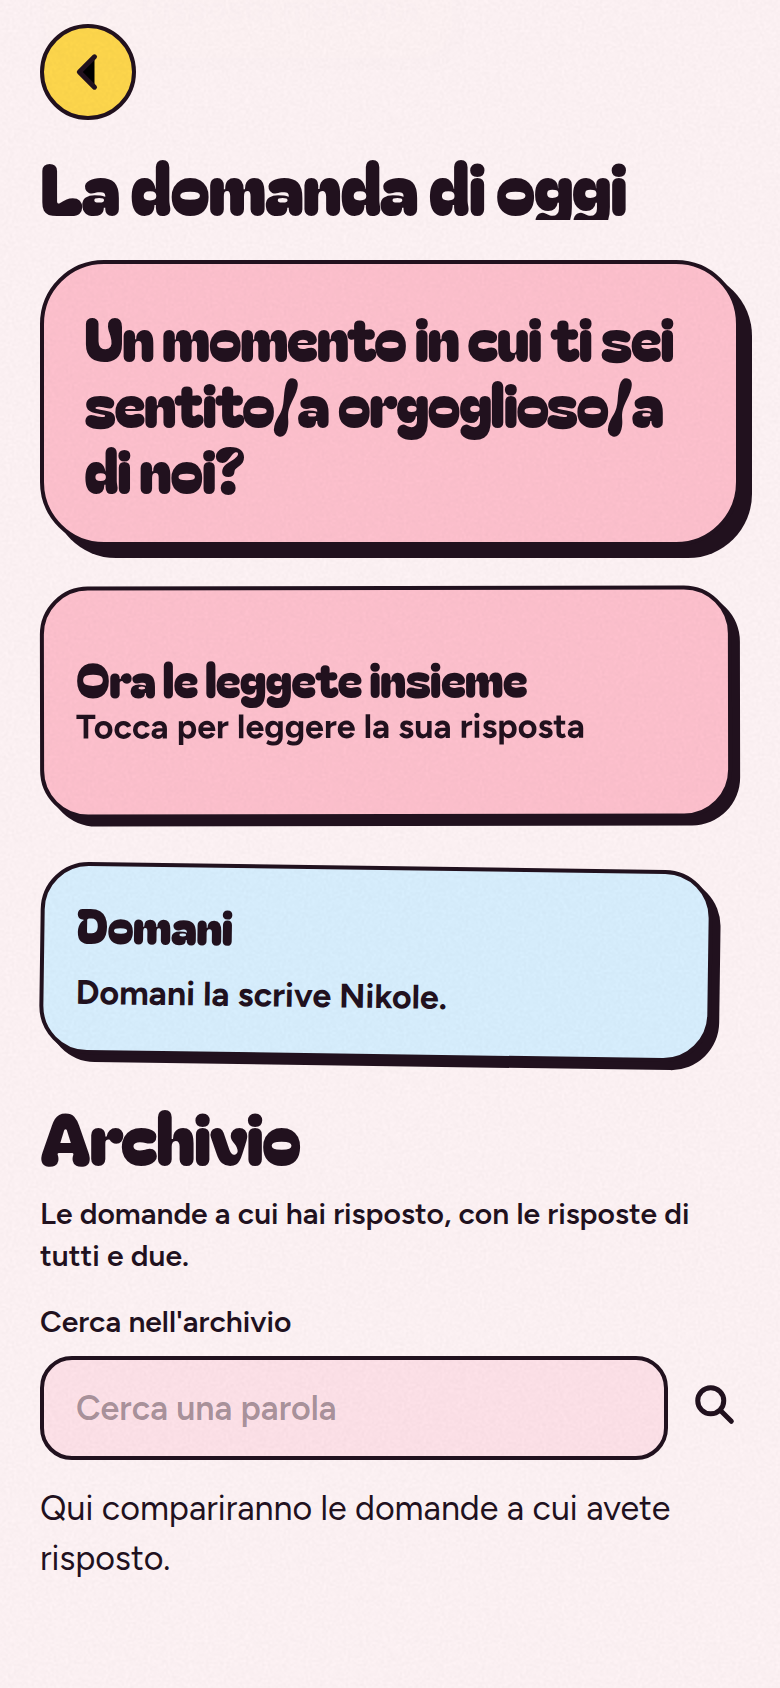 La domanda di oggi
Un momento in cui ti sei
sentito/a orgoglioso/a
di noi?
Ora le leggete insieme
Tocca per leggere la sua risposta
Domani
Domani la scrive Nikole.
Archivio
Le domande a cui hai risposto, con le risposte di
tutti e due.
Cerca nell'archivio
Cerca una parola
Qui compariranno le domande a cui avete
risposto.